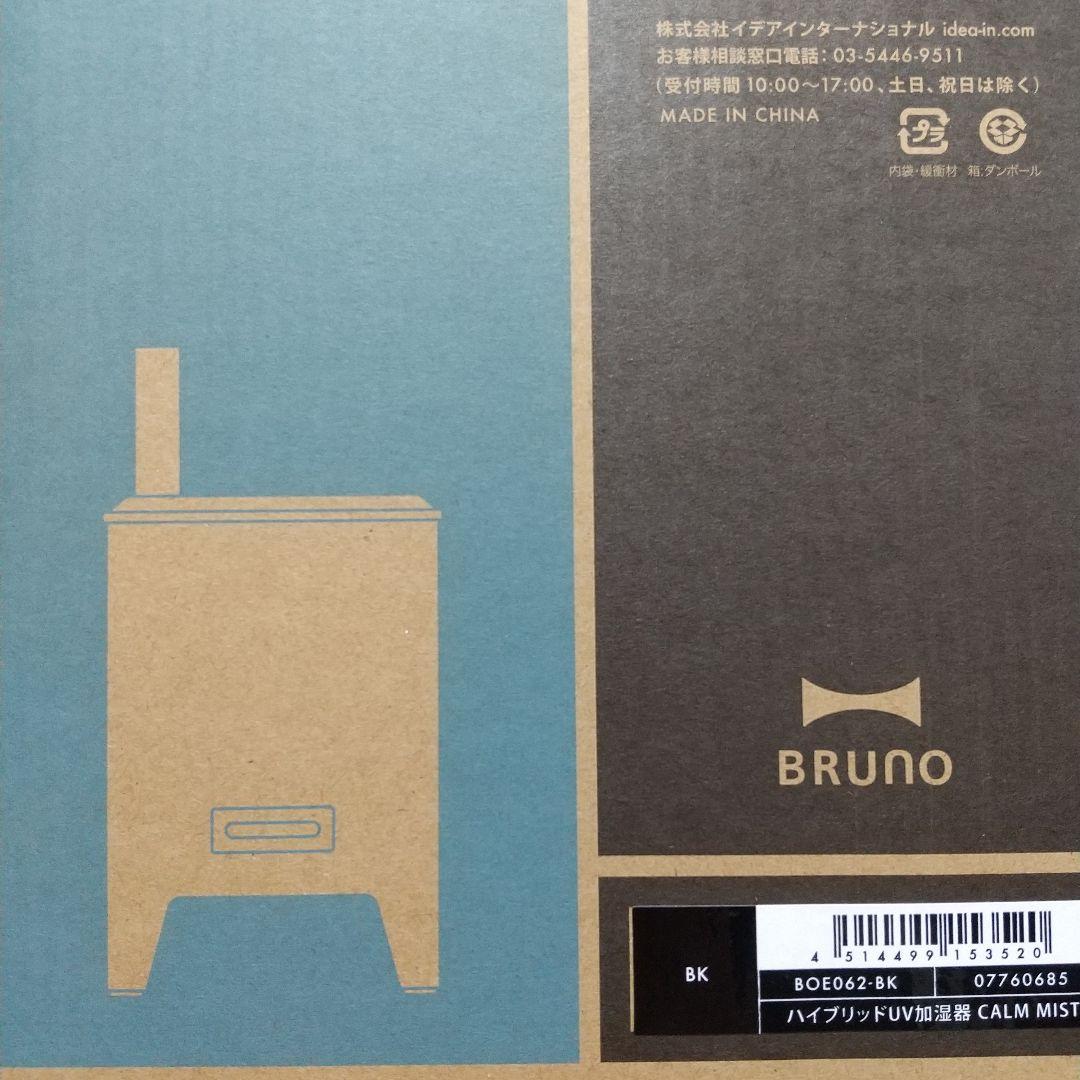 株式会社イデアインターナショナル idea-in.com
お客様相談窓口電話：03-5446-9511
（受付時間 10:00～17:00、土日、祝日は除く）
MADE IN CHINA
プラ
内袋・緩衝材 箱:ダンボール
BRUNO
BK
4 514499 153520
BOE062-BK 07760685
ハイブリッドUV加湿器 CALM MIST